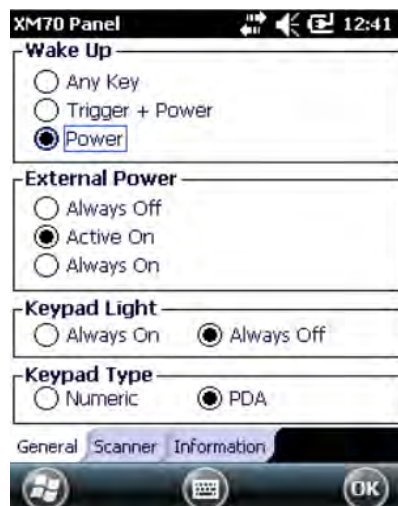 XM70 Panel 12:41
Wake Up
Any Key
Trigger + Power
Power
External Power
Always Off
Active On
Always On
Keypad Light
Always On Always Off
Keypad Type
Numeric PDA
General Scanner Information
OK